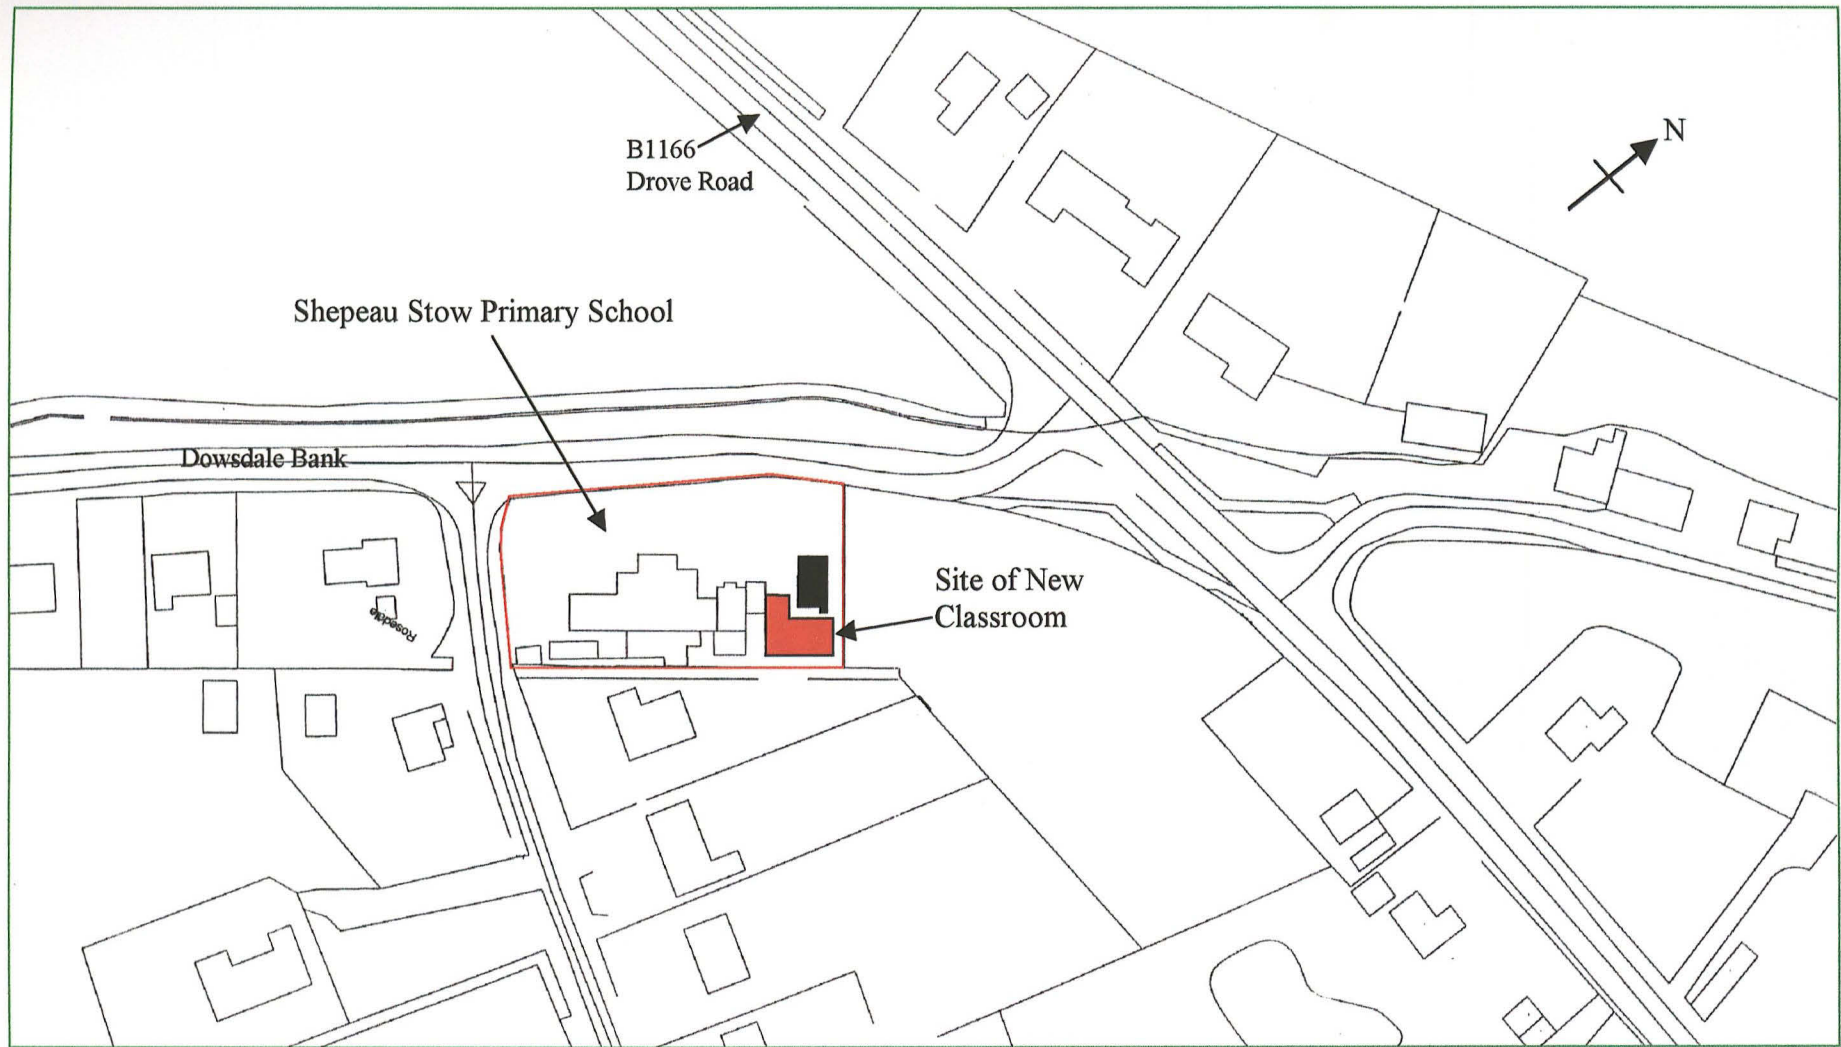 B1166
Drove Road
N
Shepeau Stow Primary School
Dowsdale Bank
Site of New
Classroom
Rosedale